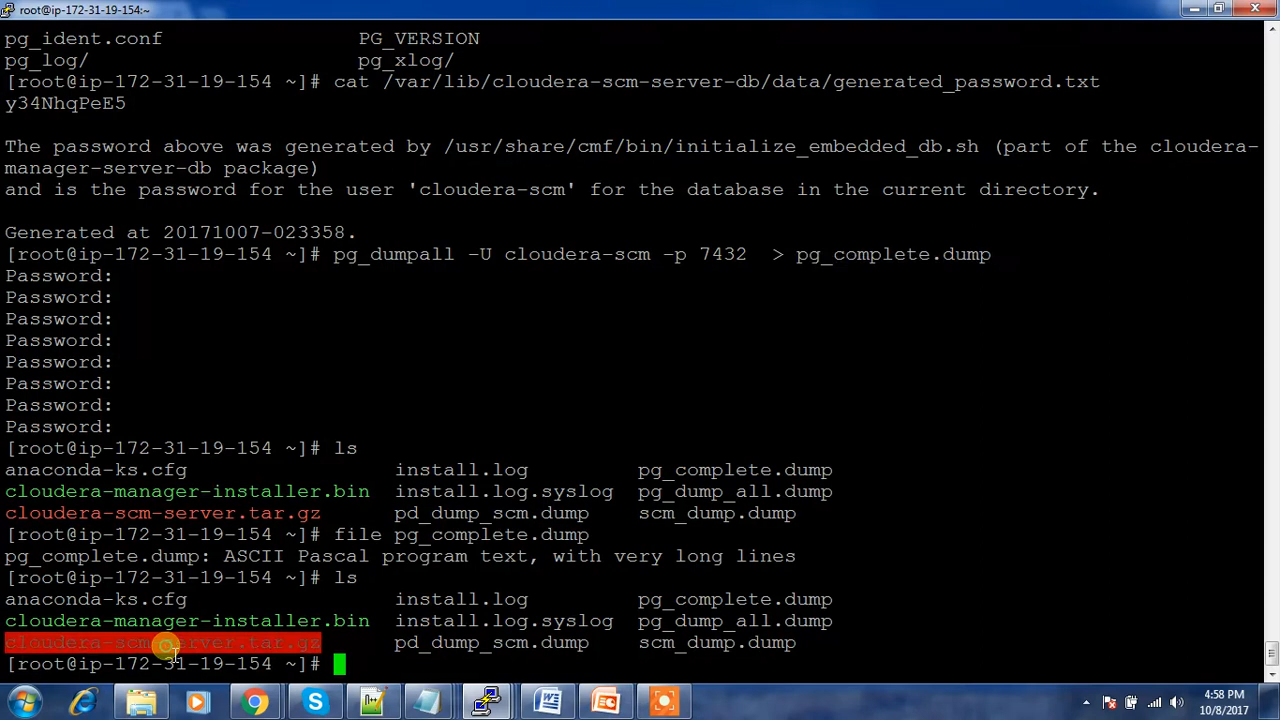 root@ip-172-31-19-154:~
pg_ident.conf PG_VERSION
pg_log/ pg_xlog/
[root@ip-172-31-19-154 ~]# cat /var/lib/cloudera-scm-server-db/data/generated_password.txt
y34NhqPeE5
The password above was generated by /usr/share/cmf/bin/initialize_embedded_db.sh (part of the cloudera-
manager-server-db package)
and is the password for the user 'cloudera-scm' for the database in the current directory.
Generated at 20171007-023358.
[root@ip-172-31-19-154 ~]# pg_dumpall -U cloudera-scm -p 7432 > pg_complete.dump
Password:
Password:
Password:
Password:
Password:
Password:
Password:
Password:
[root@ip-172-31-19-154 ~]# ls
anaconda-ks.cfg install.log pg_complete.dump
cloudera-manager-installer.bin install.log.syslog pg_dump_all.dump
cloudera-scm-server.tar.gz pd_dump_scm.dump scm_dump.dump
[root@ip-172-31-19-154 ~]# file pg_complete.dump
pg_complete.dump: ASCII Pascal program text, with very long lines
[root@ip-172-31-19-154 ~]# ls
anaconda-ks.cfg install.log pg_complete.dump
cloudera-manager-installer.bin install.log.syslog pg_dump_all.dump
cloudera-scm-server.tar.gz pd_dump_scm.dump scm_dump.dump
[root@ip-172-31-19-154 ~]#
4:58 PM
10/8/2017